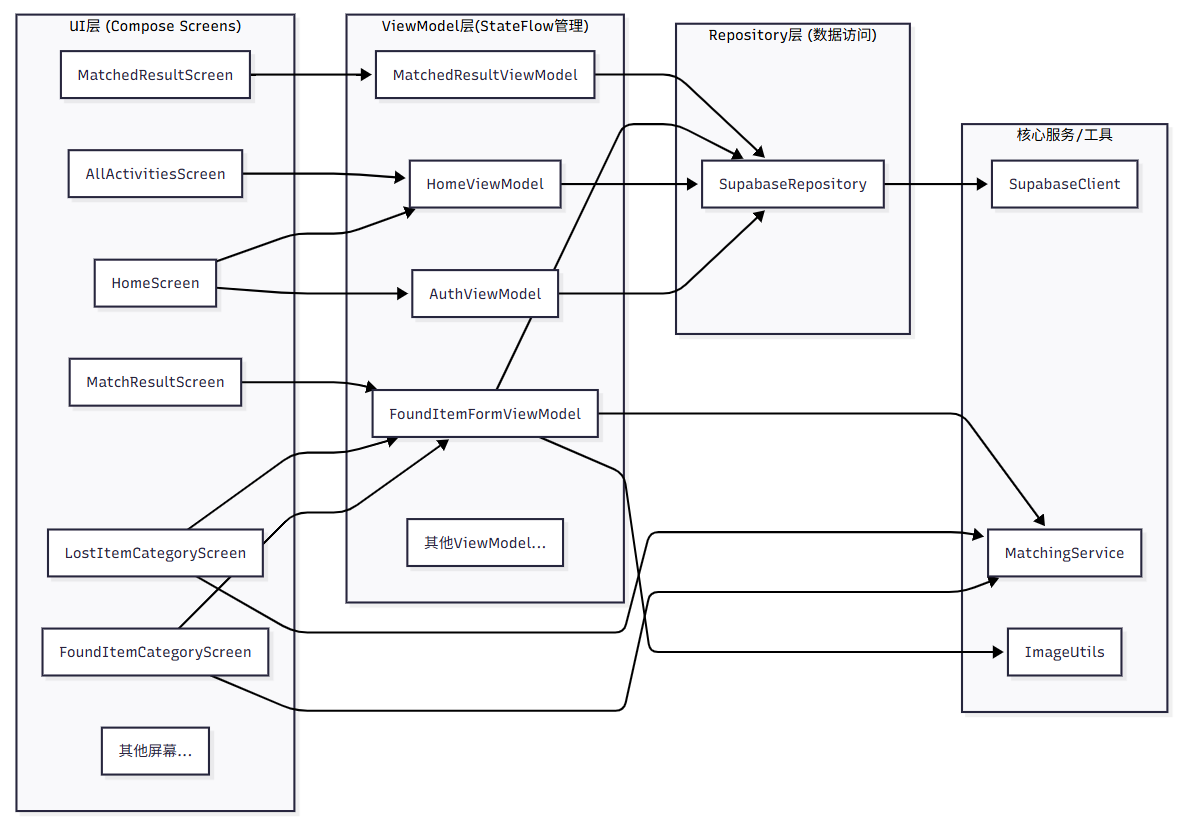 UI层 (Compose Screens)
MatchedResultScreen
AllActivitiesScreen
HomeScreen
MatchResultScreen
LostItemCategoryScreen
FoundItemCategoryScreen
其他屏幕...
ViewModel层(StateFlow管理)
MatchedResultViewModel
HomeViewModel
AuthViewModel
FoundItemFormViewModel
其他ViewModel...
Repository层 (数据访问)
SupabaseRepository
核心服务/工具
SupabaseClient
MatchingService
ImageUtils